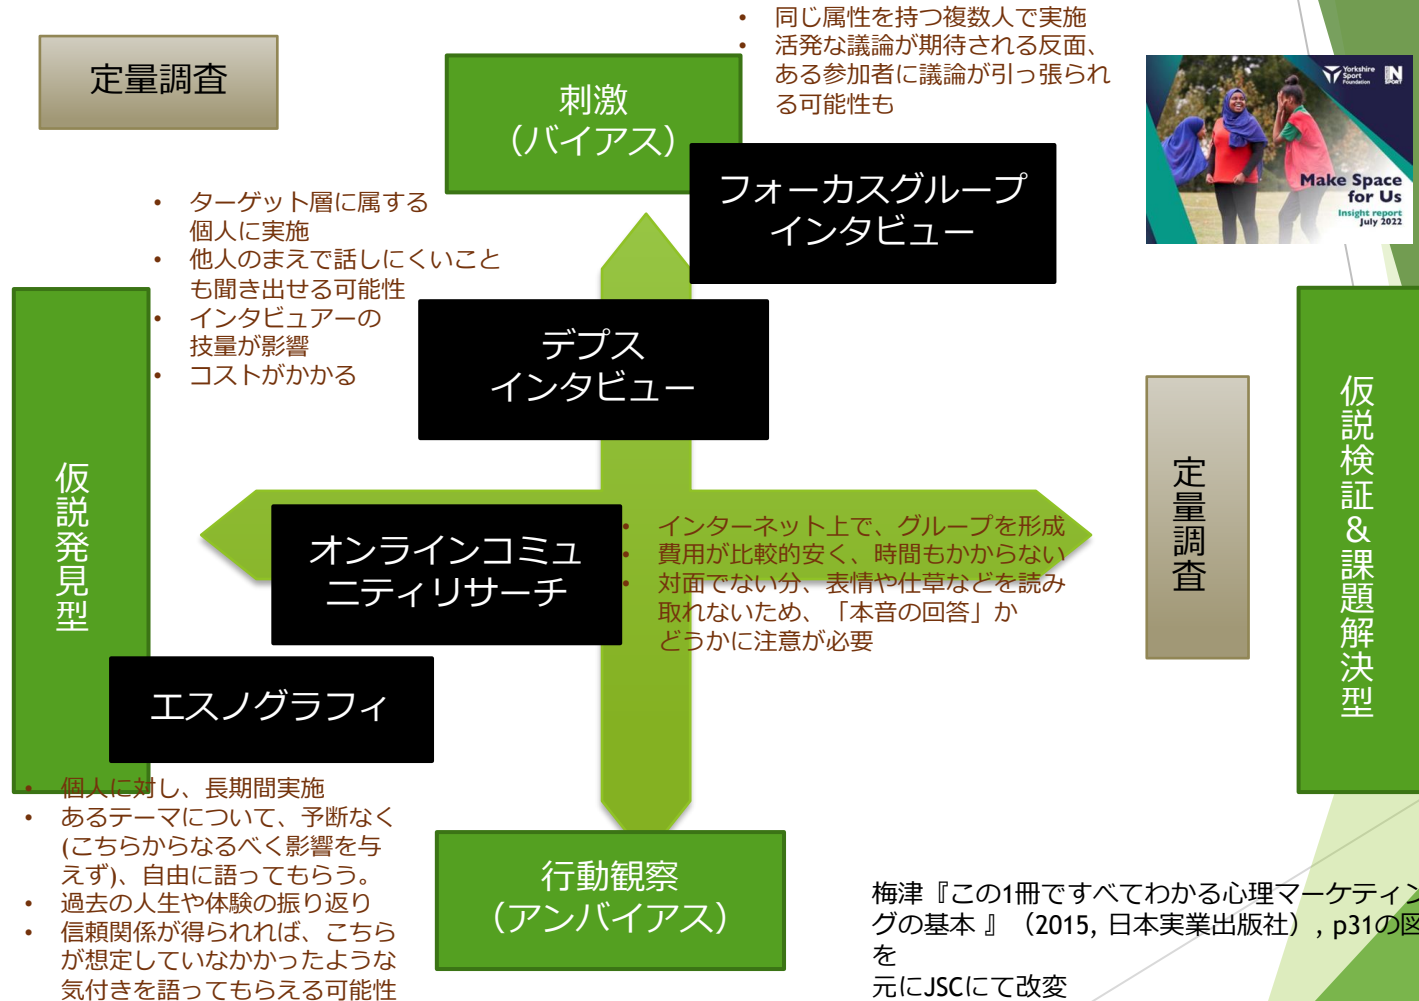 定量調査
刺激
（バイアス）
• 同じ属性を持つ複数人で実施
• 活発な議論が期待される反面、
ある参加者に議論が引っ張られ
る可能性も
Yorkshire
Sport
Foundation
Make Space
for Us
Insight report
July 2022
フォーカスグループ
インタビュー
• ターゲット層に属する
個人に実施
• 他人のまえで話しにくいこと
も聞き出せる可能性
• インタビュアーの
技量が影響
• コストがかかる
デプス
インタビュー
仮説発見型
オンラインコミュ
ニティリサーチ
• インターネット上で、グループを形成
• 費用が比較的安く、時間もかからない
• 対面でない分、表情や仕草などを読み
取れないため、「本音の回答」か
どうかに注意が必要
定量調査
仮説検証＆課題解決型
エスノグラフィ
• 個人に対し、長期間実施
• あるテーマについて、予断なく
(こちらからなるべく影響を与
えず)、自由に語ってもらう。
• 過去の人生や体験の振り返り
• 信頼関係が得られれば、こちら
が想定していなかかったような
気付きを語ってもらえる可能性
行動観察
（アンバイアス）
梅津『この1冊ですべてわかる心理マーケティン
グの基本 』（2015, 日本実業出版社）, p31の図
を
元にJSCにて改変